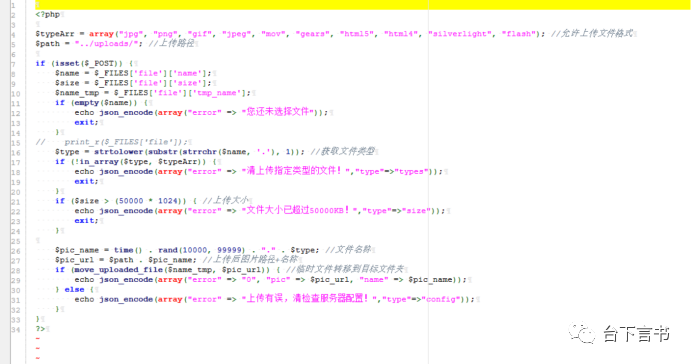 1
2 <?php
3
4 $typeArr = array("jpg", "png", "gif", "jpeg", "mov", "gears", "html5", "html4", "silverlight", "flash"); //允许上传文件格式
5 $path = "../uploads/"; //上传路径
6
7 if (isset($_POST)) {
8 $name = $_FILES['file']['name'];
9 $size = $_FILES['file']['size'];
10 $name_tmp = $_FILES['file']['tmp_name'];
11 if (empty($name)) {
12 echo json_encode(array("error" => "您还未选择文件"));
13 exit;
14 }
15 // print_r($_FILES['file']);
16 $type = strtolower(substr(strrchr($name, '.'), 1)); //获取文件类型
17 if (!in_array($type, $typeArr)) {
18 echo json_encode(array("error" => "请上传指定类型的文件！","type"=>"types"));
19 exit;
20 }
21 if ($size > (50000 * 1024)) { //上传大小
22 echo json_encode(array("error" => "文件大小已超过50000KB！","type"=>"size"));
23 exit;
24 }
25
26 $pic_name = time() . rand(10000, 99999) . "." . $type; //文件名称
27 $pic_url = $path . $pic_name; //上传后图片路径+名称
28 if (move_uploaded_file($name_tmp, $pic_url)) { //临时文件转移到目标文件夹
29 echo json_encode(array("error" => "0", "pic" => $pic_url, "name" => $pic_name));
30 } else {
31 echo json_encode(array("error" => "上传有误，请检查服务器配置！","type"=>"config"));
32 }
33 }
34 ?>
~
~
~
台下言书